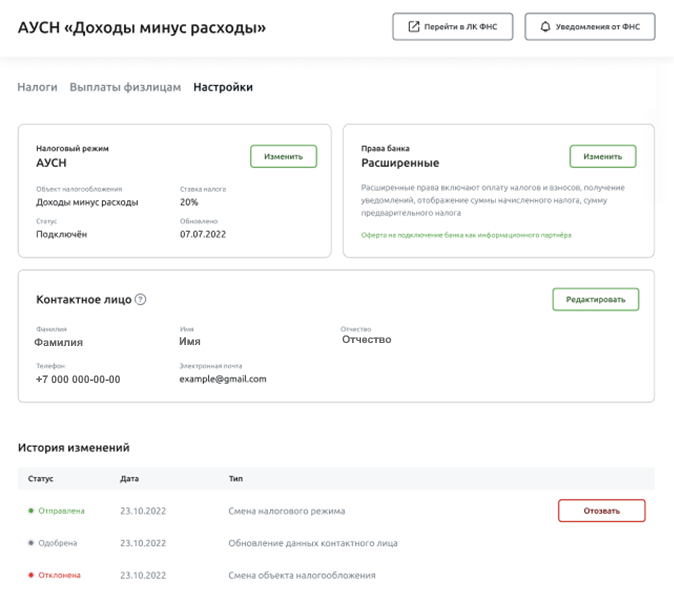 АУСН «Доходы минус расходы»
Перейти в ЛК ФНС
Уведомления от ФНС
Налоги Выплаты физлицам Настройки
Налоговый режим
АУСН
Изменить
Объект налогообложения
Доходы минус расходы
Ставка налога
20%
Статус
Подключён
Обновлено
07.07.2022
Права банка
Расширенные
Изменить
Расширенные права включают оплату налогов и взносов, получение
уведомлений, отображение суммы начисленного налога, сумму
предварительного налога
Оферта на подключение банка как информационного партнёра
Контактное лицо ?
Редактировать
Фамилия
Фамилия
Имя
Имя
Отчество
Отчество
Телефон
+7 000 000-00-00
Электронная почта
example@gmail.com
История изменений
Статус Дата Тип
Отправлена 23.10.2022 Смена налогового режима Отозвать
Одобрена 23.10.2022 Обновление данных контактного лица
Отклонена 23.10.2022 Смена объекта налогообложения